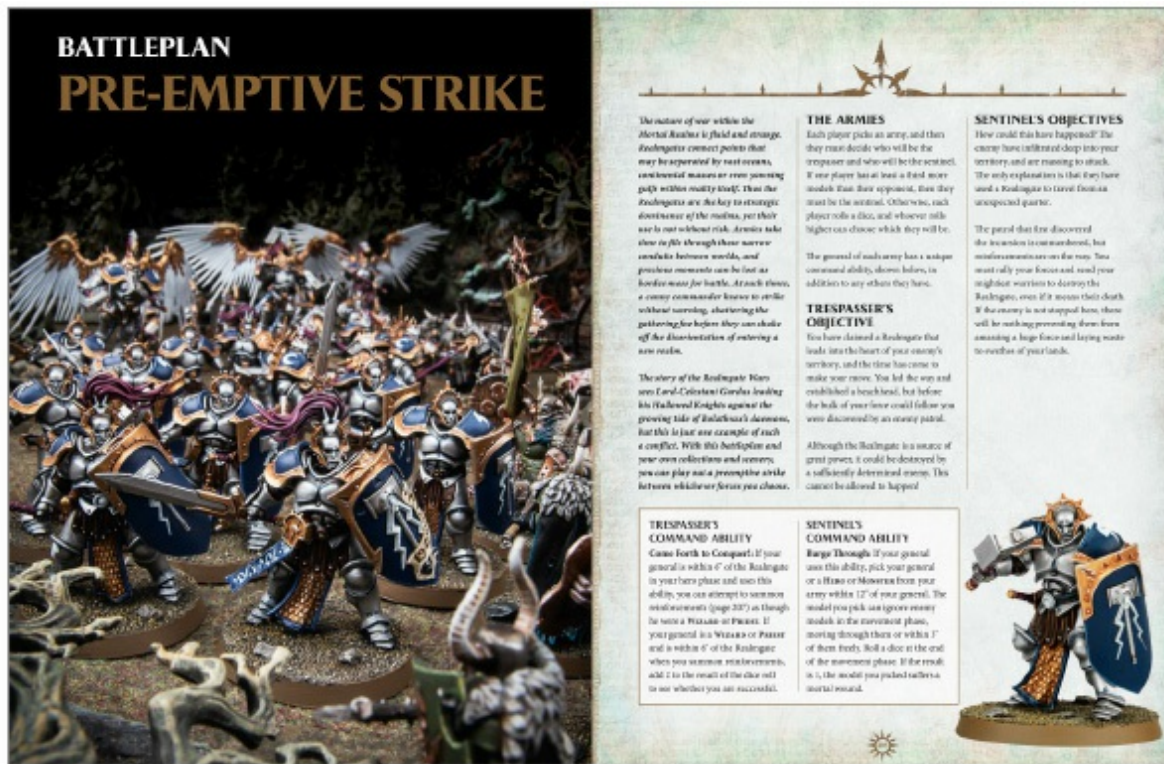 BATTLEPLAN
PRE-EMPTIVE STRIKE
The nature of war within the
Mortal Realms is fluid and strange.
Realmgates connect points that
may be separated by vast oceans,
continental masses or even yawning
gulfs within reality itself. Thus the
Realmgates are the key to strategic
dominance of the realms, yet their
use is not without risk. Armies take
time to file through these narrow
conduits between worlds, and
precious moments can be lost as
hordes mass for battle. At such times,
a canny commander knows to strike
without warning, shattering the
gathering foe before they can shake
off the disorientation of entering a
new realm.
The story of the Realmgate Wars
sees Lord-Celestant Gardus leading
his Hallowed Knights against the
growing tide of Bolathrax's daemons,
but this is just one example of such
a conflict. With this battleplan and
your own collections and scenery,
you can play out a preemptive strike
between whichever forces you choose.
THE ARMIES
Each player picks an army, and then
they must decide who will be the
trespasser and who will be the sentinel.
If one player has at least a third more
models than their opponent, then they
must be the sentinel. Otherwise, each
player rolls a dice, and whoever rolls
higher can choose which they will be.
The general of each army has 1 unique
command ability, shown below, in
addition to any others they have.
TRESPASSER'S
OBJECTIVE
You have claimed a Realmgate that
leads into the heart of your enemy's
territory, and the time has come to
make your move. You led the way and
established a beachhead, but before
the bulk of your force could follow you
were discovered by an enemy patrol.
Although the Realmgate is a source of
great power, it could be destroyed by
a sufficiently determined enemy. This
cannot be allowed to happen!
SENTINEL'S OBJECTIVES
How could this have happened? The
enemy have infiltrated deep into your
territory, and are massing to attack.
The only explanation is that they have
used a Realmgate to travel from an
unexpected quarter.
The patrol that first discovered
the incursion is outnumbered, but
reinforcements are on the way. You
must rally your forces and send your
mightiest warriors to destroy the
Realmgate, even if it means their death.
If the enemy is not stopped here, there
will be nothing preventing them from
amassing a huge force and laying waste
to swathes of your lands.
TRESPASSER'S
COMMAND ABILITY
Come Forth to Conquer!: If your
general is within 6" of the Realmgate
in your hero phase and uses this
ability, you can attempt to summon
reinforcements (page 207) as though
he were a WIZARD or PRIEST. If
your general is a WIZARD or PRIEST
and is within 6" of the Realmgate
when you summon reinforcements,
add 2 to the result of the dice roll
to see whether you are successful.
SENTINEL'S
COMMAND ABILITY
Barge Through: If your general
uses this ability, pick your general
or a HERO or MONSTER from your
army within 12" of your general. The
model you pick can ignore enemy
models in the movement phase,
moving through them or within 3"
of them freely. Roll a dice at the end
of the movement phase. If the result
is 1, the model you picked suffers a
mortal wound.